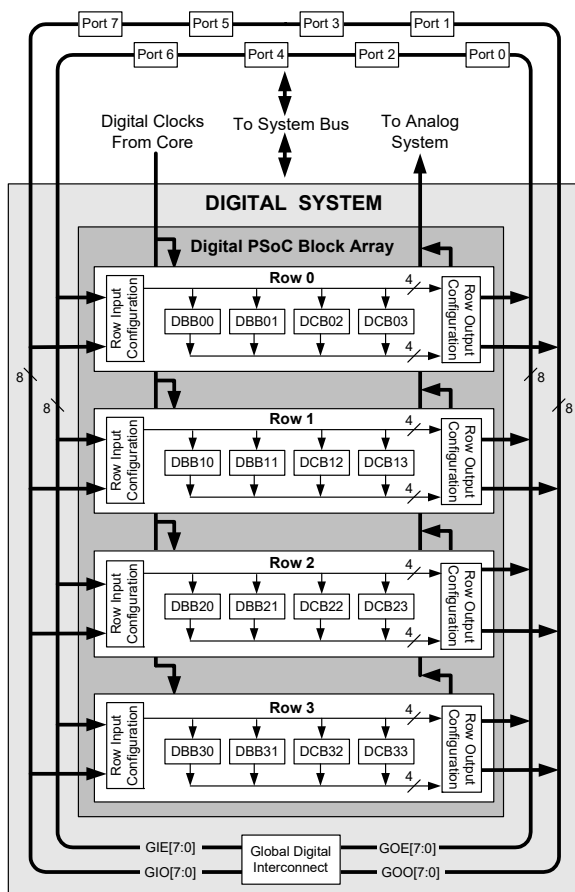 Port 7 Port 5 Port 3 Port 1
Port 6 Port 4 Port 2 Port 0
Digital Clocks
From Core
To System Bus
To Analog
System
DIGITAL SYSTEM
Digital PSoC Block Array
Row 0
Row Input
Configuration
4
DBB00 DBB01 DCB02 DCB03
4
Row Output
Configuration
8
8
8
8
Row 1
Row Input
Configuration
4
DBB10 DBB11 DCB12 DCB13
4
Row Output
Configuration
Row 2
Row Input
Configuration
4
DBB20 DBB21 DCB22 DCB23
4
Row Output
Configuration
Row 3
Row Input
Configuration
4
DBB30 DBB31 DCB32 DCB33
4
Row Output
Configuration
GIE[7:0]
GIO[7:0]
Global Digital
Interconnect
GOE[7:0]
GOO[7:0]